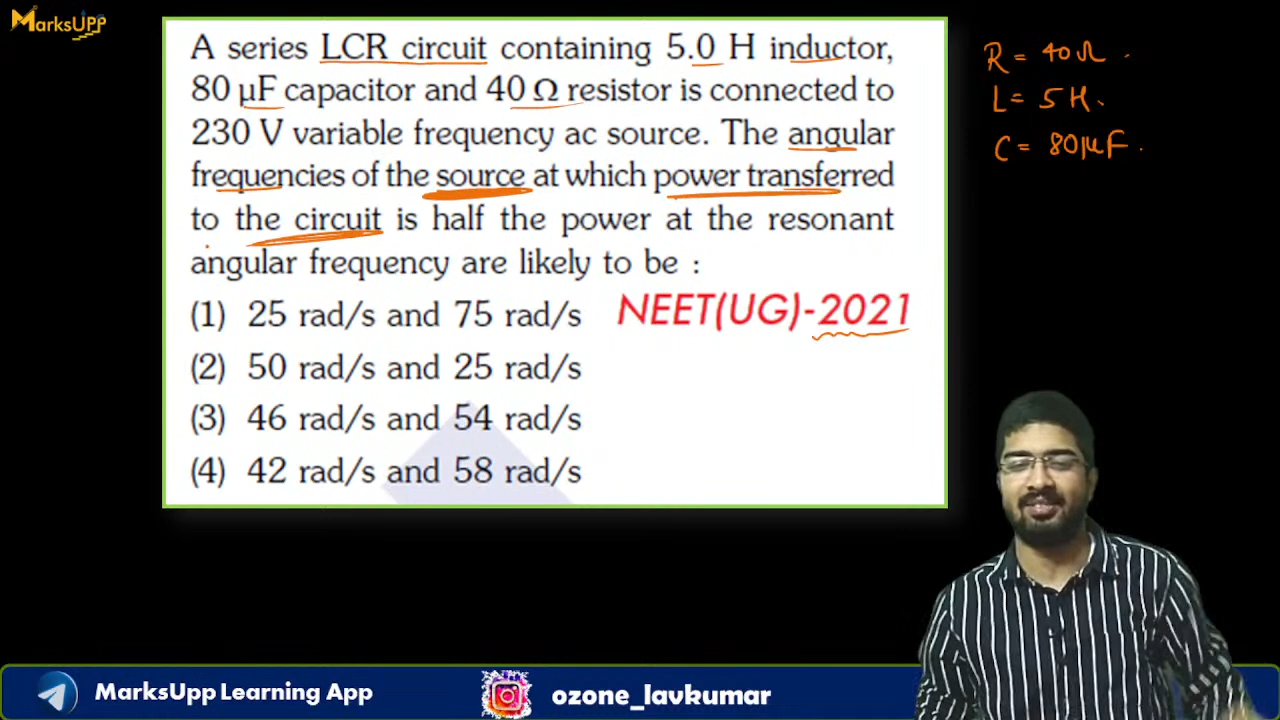 MarksUpp
A series LCR circuit containing 5.0 H inductor,
80 µF capacitor and 40 Ω resistor is connected to
230 V variable frequency ac source. The angular
frequencies of the source at which power transferred
to the circuit is half the power at the resonant
angular frequency are likely to be :
(1) 25 rad/s and 75 rad/s
NEET(UG)-2021
(2) 50 rad/s and 25 rad/s
(3) 46 rad/s and 54 rad/s
(4) 42 rad/s and 58 rad/s
R = 40Ω
L = 5H
C = 80µF
MarksUpp Learning App
ozone_lavkumar